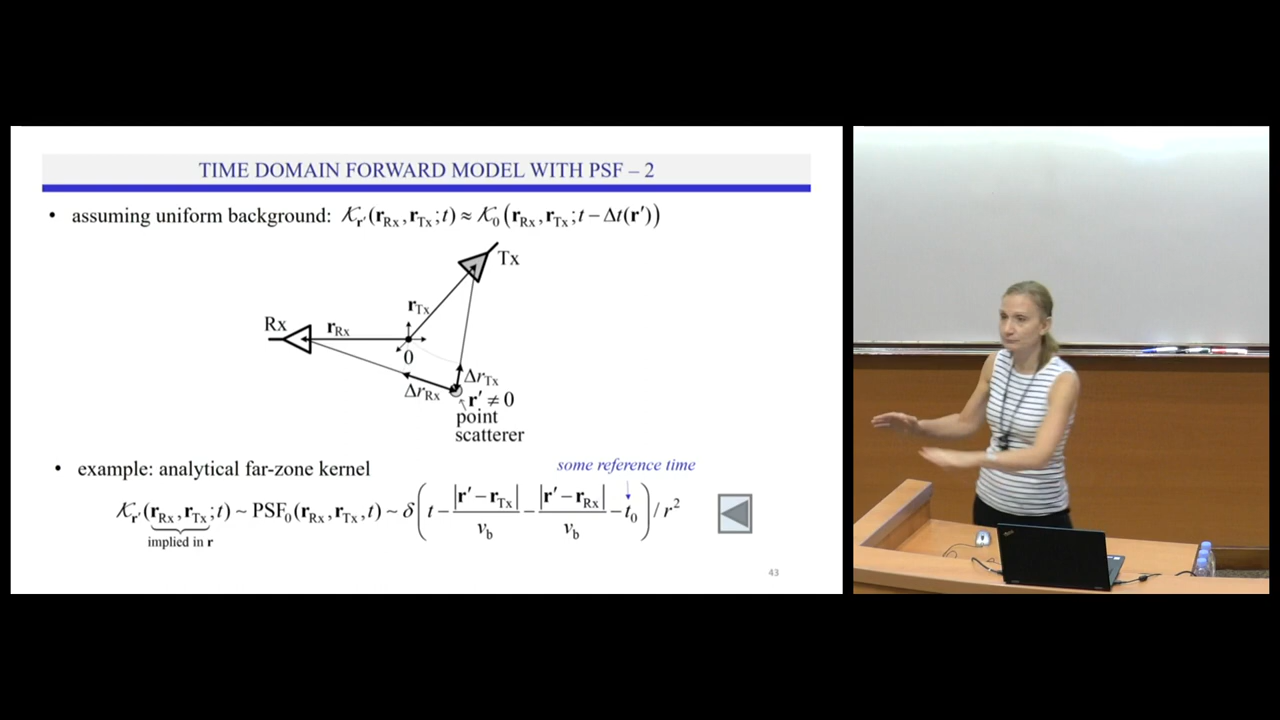 TIME DOMAIN FORWARD MODEL WITH PSF – 2
• assuming uniform background: 𝒦r′(rRx, rTx; t) ≈ 𝒦0(rRx, rTx; t − Δt(r′))
Tx
rTx
Rx
rRx
0
ΔrTx
ΔrRx
r′ ≠ 0
point
scatterer
• example: analytical far-zone kernel
some reference time
𝒦r′(rRx, rTx; t) ~ PSF0(rRx, rTx, t) ~ δ(t − |r′ − rTx|/vb − |r′ − rRx|/vb − t0) / r²
implied in r
43